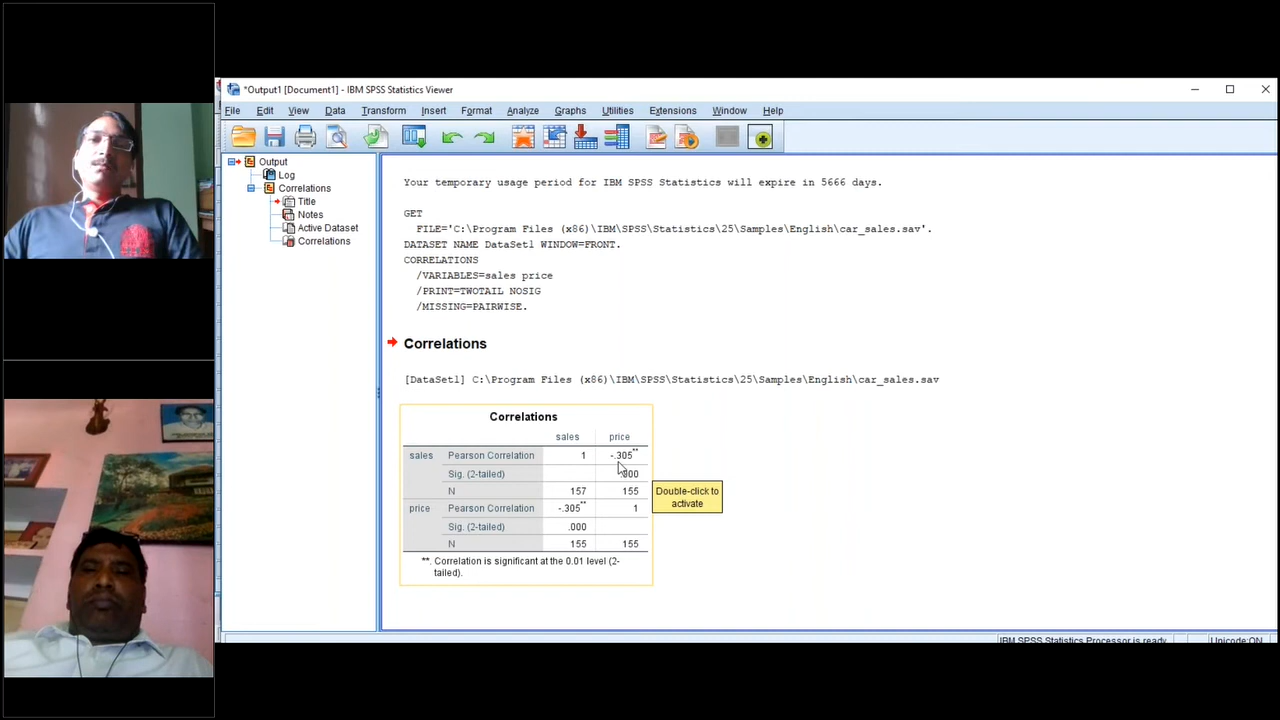 *Output1 [Document1] - IBM SPSS Statistics Viewer
File Edit View Data Transform Insert Format Analyze Graphs Utilities Extensions Window Help
Output
Log
Correlations
Title
Notes
Active Dataset
Correlations
Your temporary usage period for IBM SPSS Statistics will expire in 5666 days.
GET
FILE='C:\Program Files (x86)\IBM\SPSS\Statistics\25\Samples\English\car_sales.sav'.
DATASET NAME DataSet1 WINDOW=FRONT.
CORRELATIONS
/VARIABLES=sales price
/PRINT=TWOTAIL NOSIG
/MISSING=PAIRWISE.
Correlations
[DataSet1] C:\Program Files (x86)\IBM\SPSS\Statistics\25\Samples\English\car_sales.sav
Correlations
sales price
sales Pearson Correlation 1 -.305**
Sig. (2-tailed) .000
N 157 155
price Pearson Correlation -.305** 1
Sig. (2-tailed) .000
N 155 155
**. Correlation is significant at the 0.01 level (2-
tailed).
Double-click to
activate
IBM SPSS Statistics Processor is ready Unicode:ON